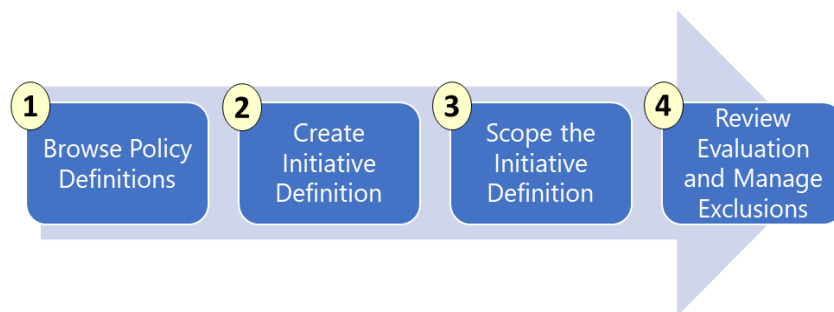 1
Browse Policy
Definitions
2
Create
Initiative
Definition
3
Scope the
Initiative
Definition
4
Review
Evaluation
and Manage
Exclusions